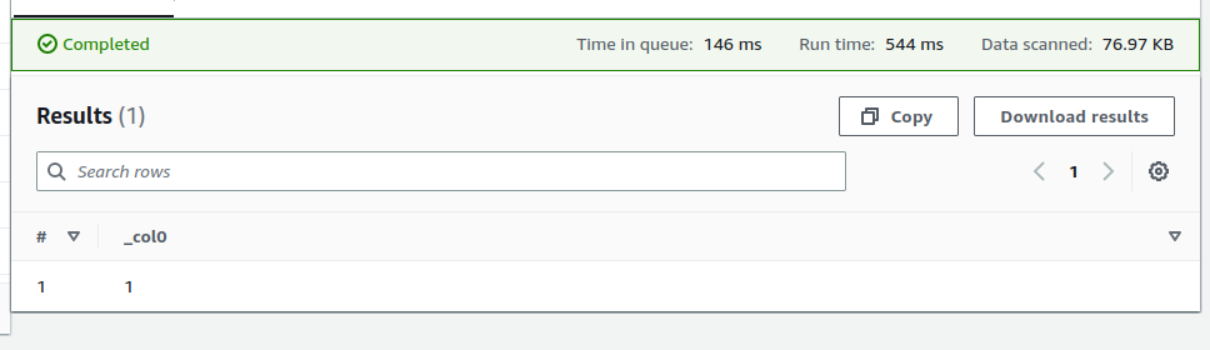 Completed Time in queue: 146 ms Run time: 544 ms Data scanned: 76.97 KB
Results (1) Copy Download results
Search rows 1
# _col0
1 1